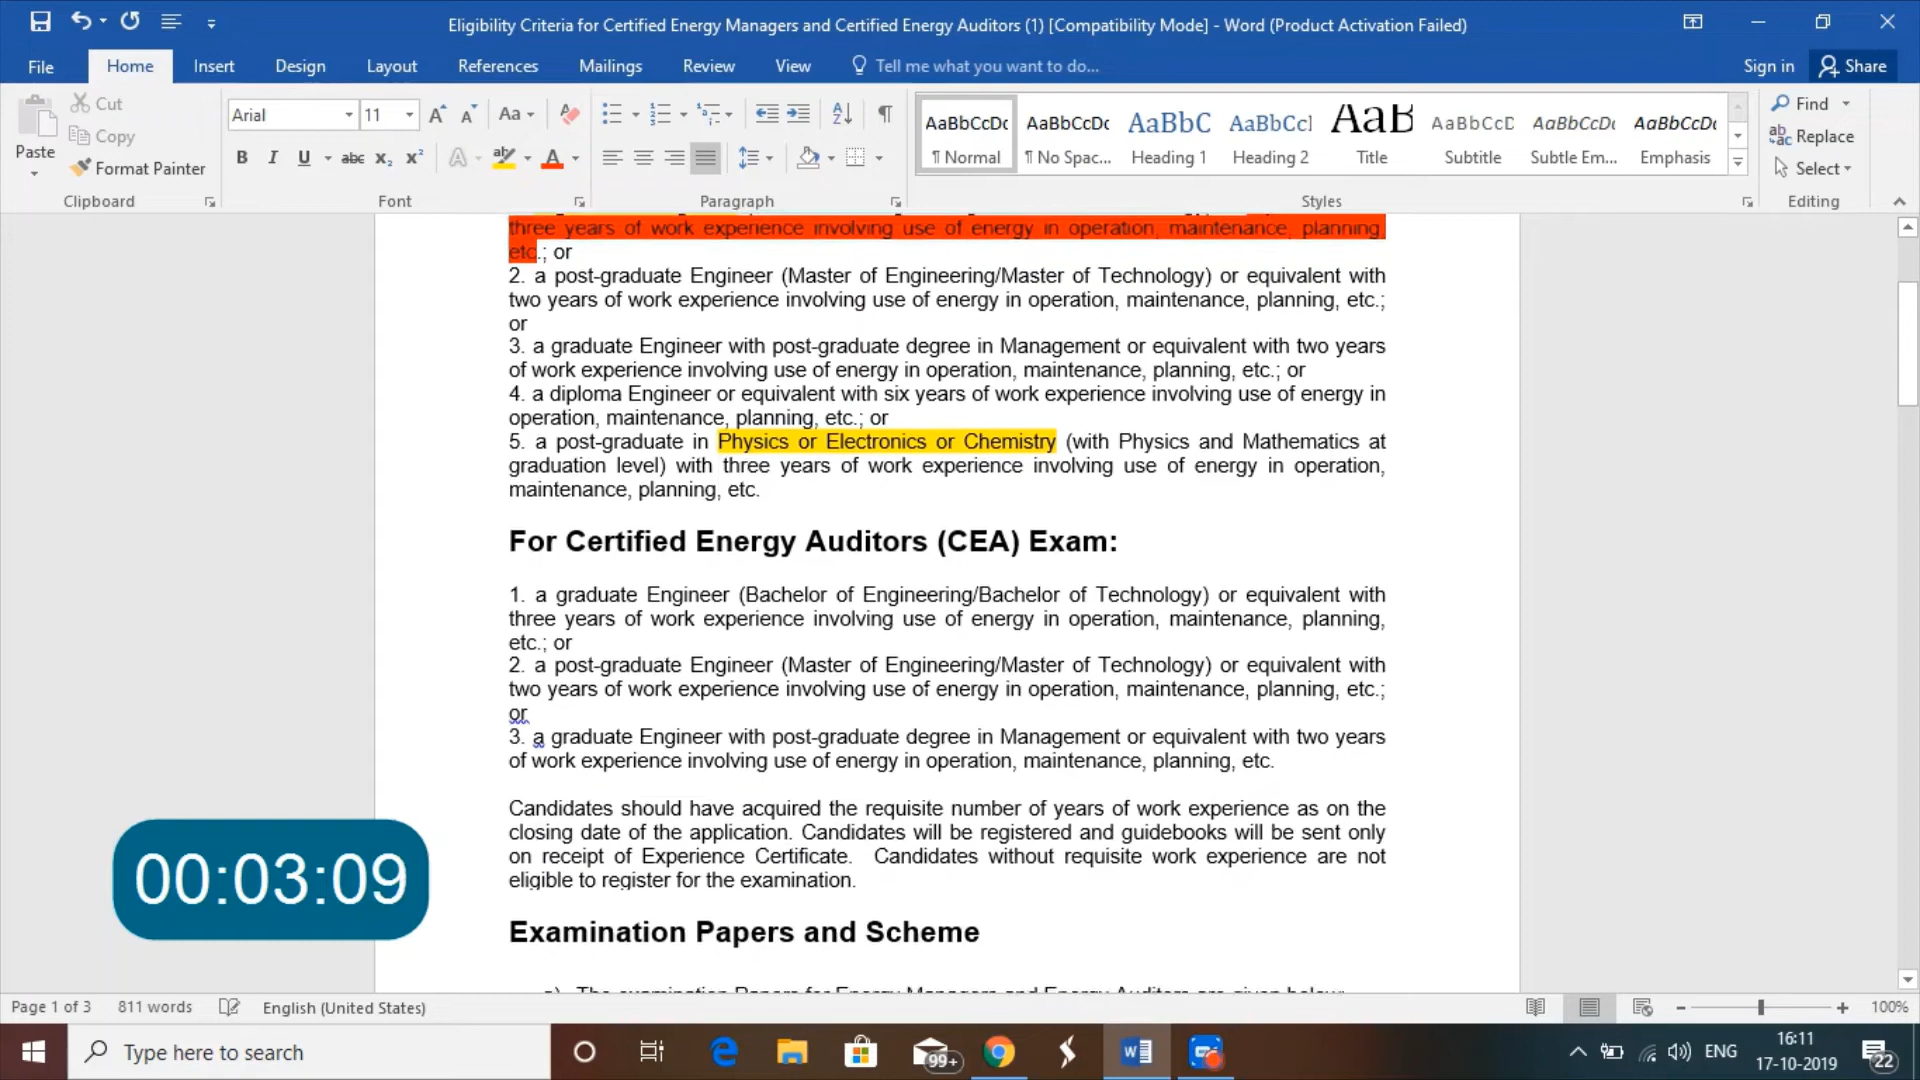 Eligibility Criteria for Certified Energy Managers and Certified Energy Auditors (1) [Compatibility Mode] - Word (Product Activation Failed)
File Home Insert Design Layout References Mailings Review View Tell me what you want to do... Sign in Share
Paste Cut
Copy
Format Painter
Clipboard
Arial 11 Aa
B I U abc X₂ X²
Font
Paragraph
AaBbCcDc AaBbCcDc AaBbC AaBbCcI AaB AaBbCcD AaBbCcDc AaBbCcDc
¶ Normal ¶ No Spac... Heading 1 Heading 2 Title Subtitle Subtle Em... Emphasis
Styles
Find
Replace
Select
Editing
three years of work experience involving use of energy in operation, maintenance, planning,
etc.; or
2. a post-graduate Engineer (Master of Engineering/Master of Technology) or equivalent with
two years of work experience involving use of energy in operation, maintenance, planning, etc.;
or
3. a graduate Engineer with post-graduate degree in Management or equivalent with two years
of work experience involving use of energy in operation, maintenance, planning, etc.; or
4. a diploma Engineer or equivalent with six years of work experience involving use of energy in
operation, maintenance, planning, etc.; or
5. a post-graduate in Physics or Electronics or Chemistry (with Physics and Mathematics at
graduation level) with three years of work experience involving use of energy in operation,
maintenance, planning, etc.
For Certified Energy Auditors (CEA) Exam:
1. a graduate Engineer (Bachelor of Engineering/Bachelor of Technology) or equivalent with
three years of work experience involving use of energy in operation, maintenance, planning,
etc.; or
2. a post-graduate Engineer (Master of Engineering/Master of Technology) or equivalent with
two years of work experience involving use of energy in operation, maintenance, planning, etc.;
or
3. a graduate Engineer with post-graduate degree in Management or equivalent with two years
of work experience involving use of energy in operation, maintenance, planning, etc.
Candidates should have acquired the requisite number of years of work experience as on the
closing date of the application. Candidates will be registered and guidebooks will be sent only
on receipt of Experience Certificate. Candidates without requisite work experience are not
eligible to register for the examination.
00:03:09
Examination Papers and Scheme
a) The examination Papers for Energy Managers and Energy Auditors are given below:
Page 1 of 3 811 words English (United States) 100%
Type here to search 99+ ENG 16:11
17-10-2019 22